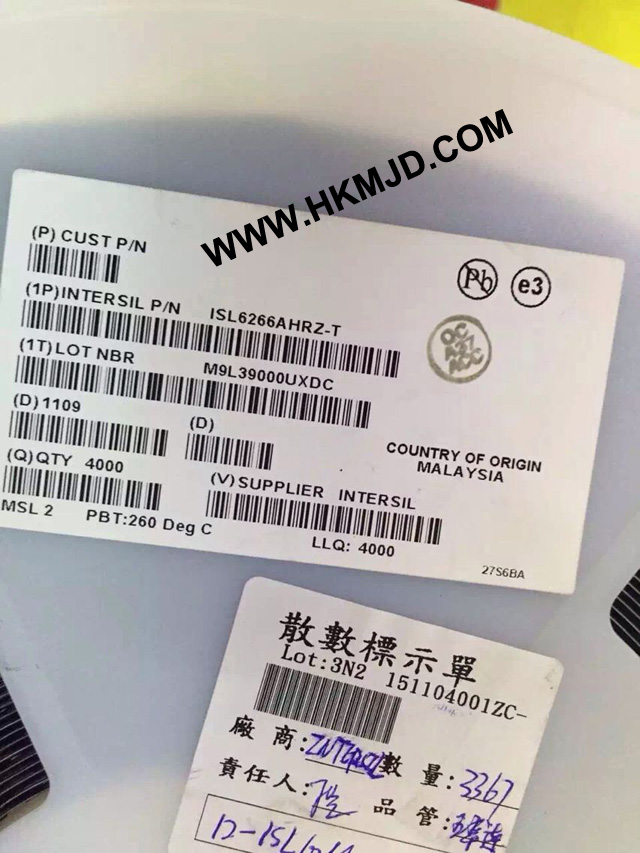 WWW.HKMJD.COM
(P) CUST P/N
Pb e3
(1P)INTERSIL P/N ISL6266AHRZ-T
(1T)LOT NBR M9L39000UXDC
(D)1109 (D)
COUNTRY OF ORIGIN
MALAYSIA
(Q)QTY 4000 (V)SUPPLIER INTERSIL
MSL 2 PBT:260 Deg C LLQ: 4000
27S6BA
散數標示單
Lot:3N2 151104001ZC-
廠 商: 數 量:3367
責任人: 品 管: